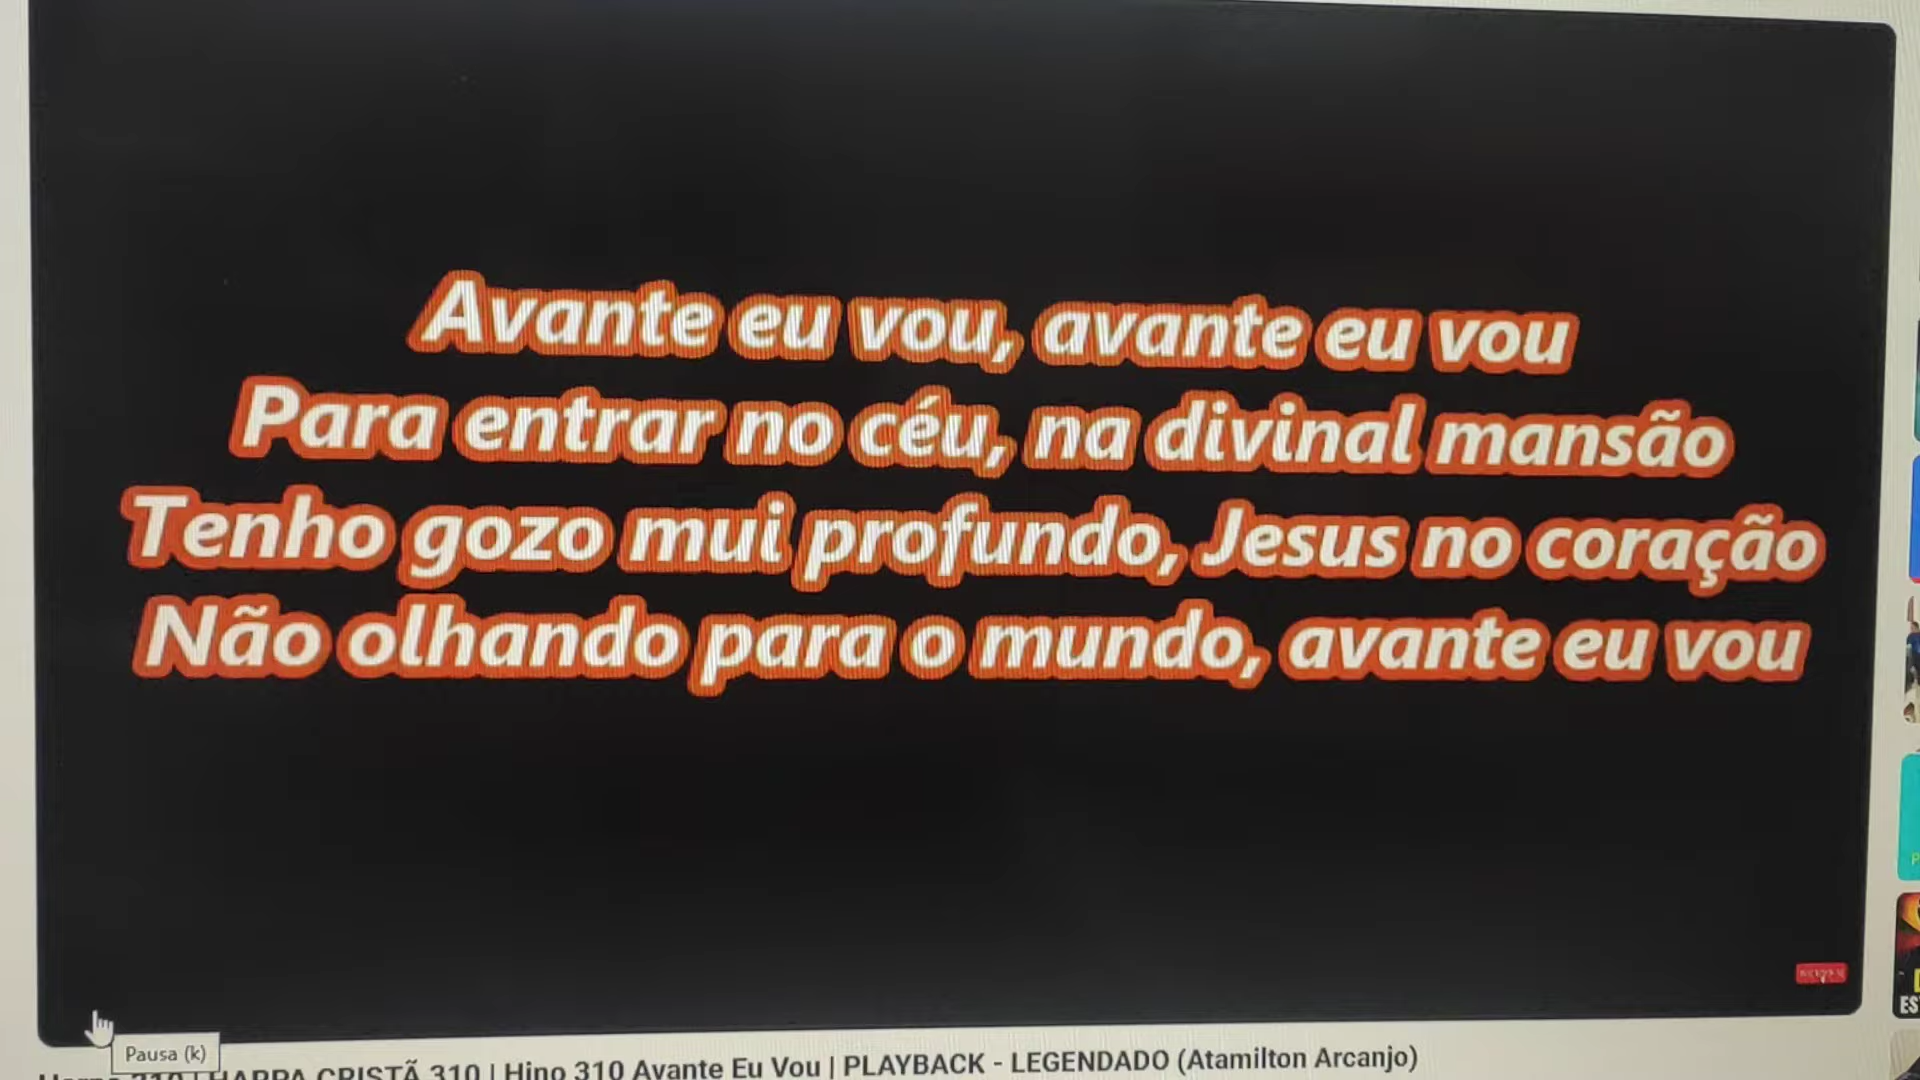 Avante eu vou, avante eu vou
Para entrar no céu, na divinal mansão
Tenho gozo mui profundo, Jesus no coração
Não olhando para o mundo, avante eu vou
Pausa (k)
Harpa 310 | HARPA CRISTÃ 310 | Hino 310 Avante Eu Vou | PLAYBACK - LEGENDADO (Atamilton Arcanjo)